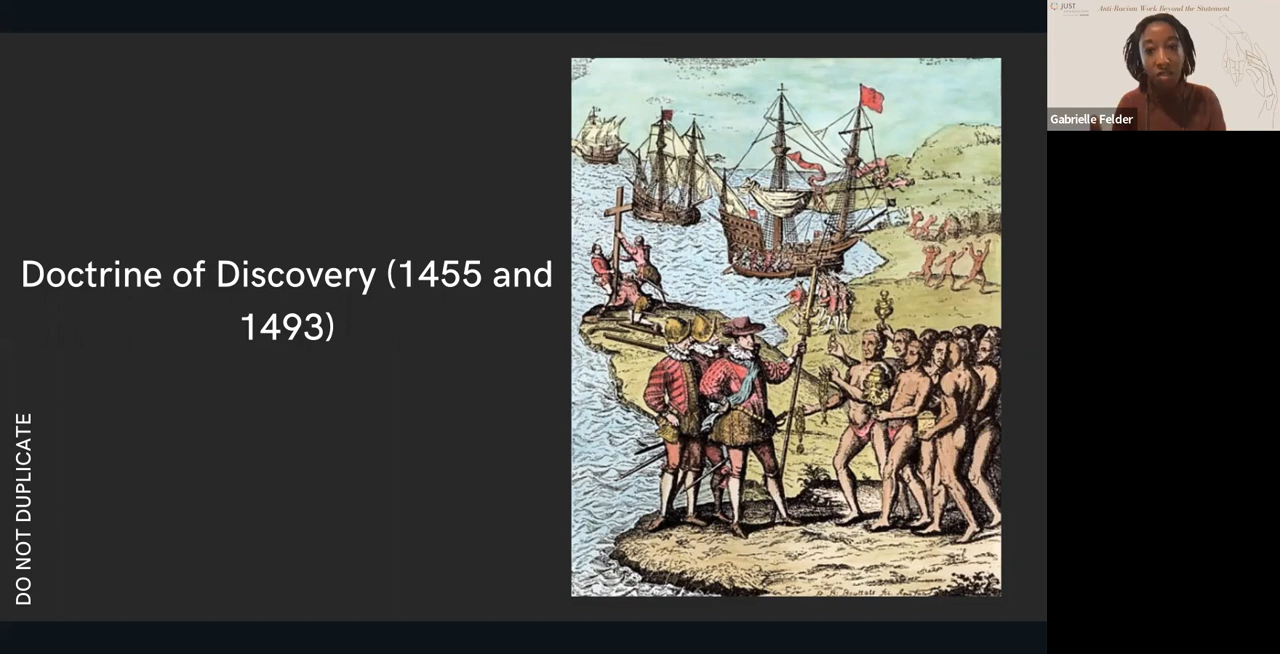 Doctrine of Discovery (1455 and
1493)
DO NOT DUPLICATE
JUST
Anti-Racism Work Beyond the Statement
Gabrielle Felder